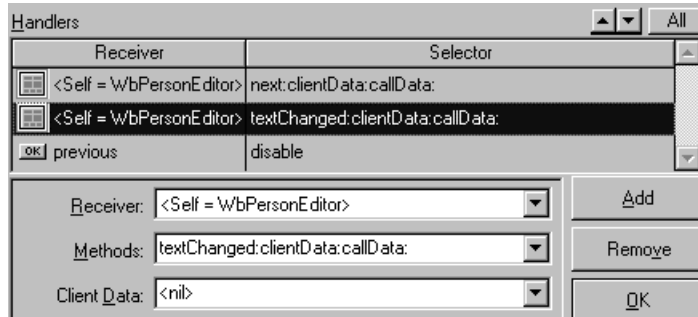 Handlers All
Receiver Selector
<Self = WbPersonEditor> next:clientData:callData:
<Self = WbPersonEditor> textChanged:clientData:callData:
OK previous disable
Receiver: <Self = WbPersonEditor> Add
Methods: textChanged:clientData:callData: Remove
Client Data: <nil> OK